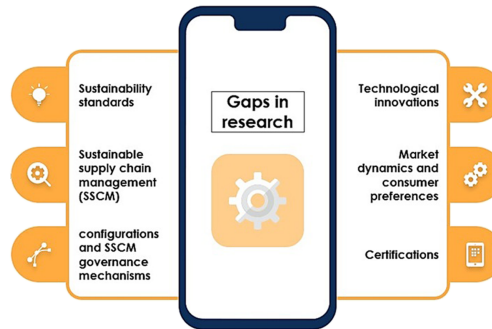 Sustainability
standards
Sustainable
supply chain
management
(SSCM)
configurations
and SSCM
governance
mechanisms
Gaps in
research
Technological
innovations
Market
dynamics and
consumer
preferences
Certifications